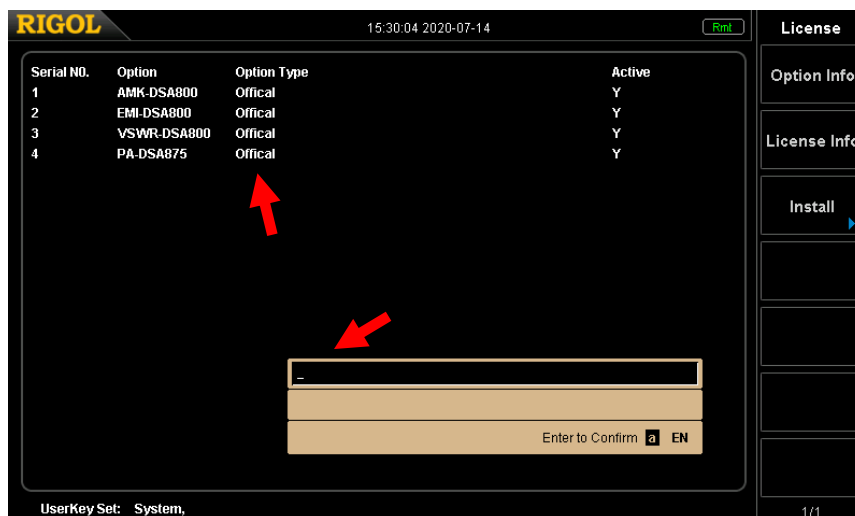 RIGOL 15:30:04 2020-07-14 Rmt License
Serial N0. Option Option Type Active
1 AMK-DSA800 Offical Y
2 EMI-DSA800 Offical Y
3 VSWR-DSA800 Offical Y
4 PA-DSA875 Offical Y
Option Info
License Info
Install
_
Enter to Confirm a EN
UserKey Set: System,
1/1